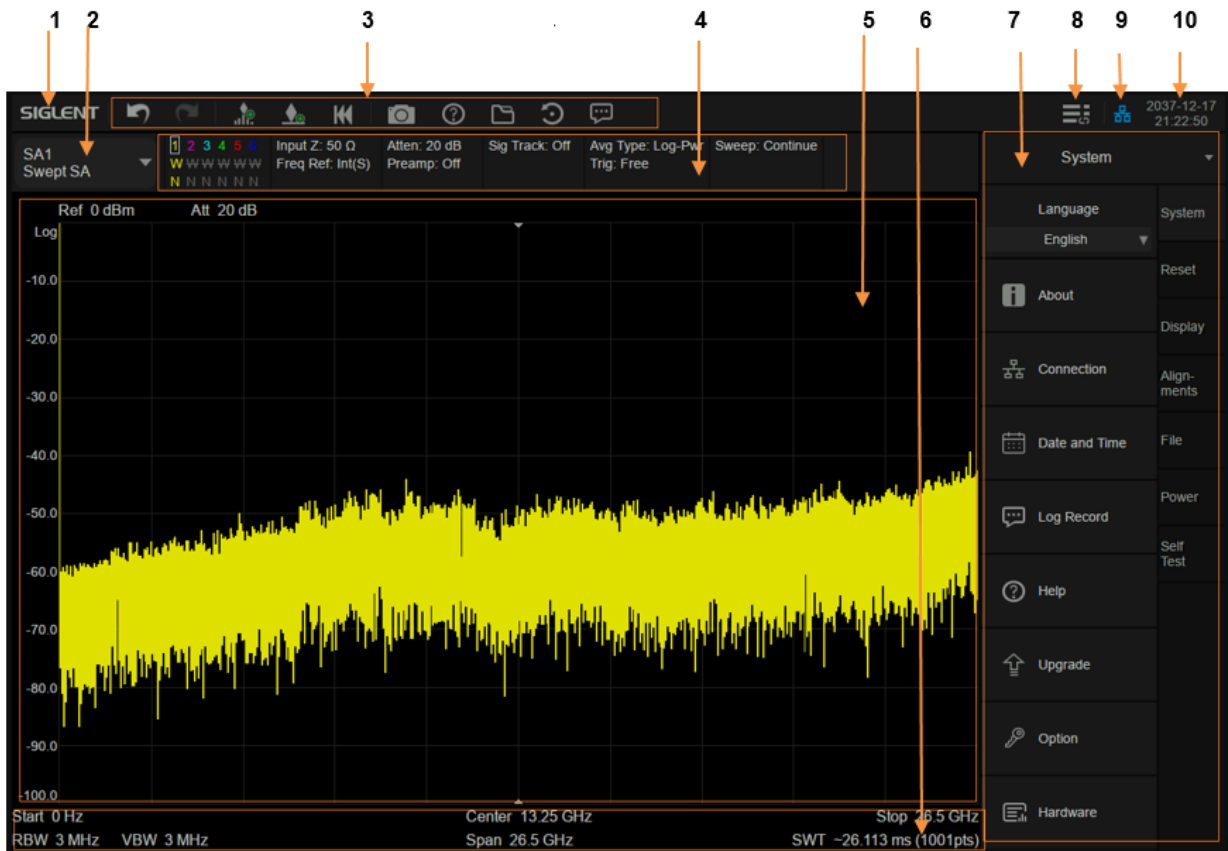 1 2 3 4 5 6 7 8 9 10
SIGLENT
2037-12-17
21:22:50
SA1
Swept SA
1 2 3 4 5 6
W W W W W W
N N N N N N
Input Z: 50 Ω
Freq Ref: Int(S)
Atten: 20 dB
Preamp: Off
Sig Track: Off
Avg Type: Log-Pwr
Trig: Free
Sweep: Continue
Ref 0 dBm Att 20 dB
Log
-10.0
-20.0
-30.0
-40.0
-50.0
-60.0
-70.0
-80.0
-90.0
-100.0
Start 0 Hz Center 13.25 GHz Stop 26.5 GHz
RBW 3 MHz VBW 3 MHz Span 26.5 GHz SWT ~26.113 ms (1001pts)
System
Language
English
About
Connection
Date and Time
Log Record
Help
Upgrade
Option
Hardware
System
Reset
Display
Align-
ments
File
Power
Self
Test